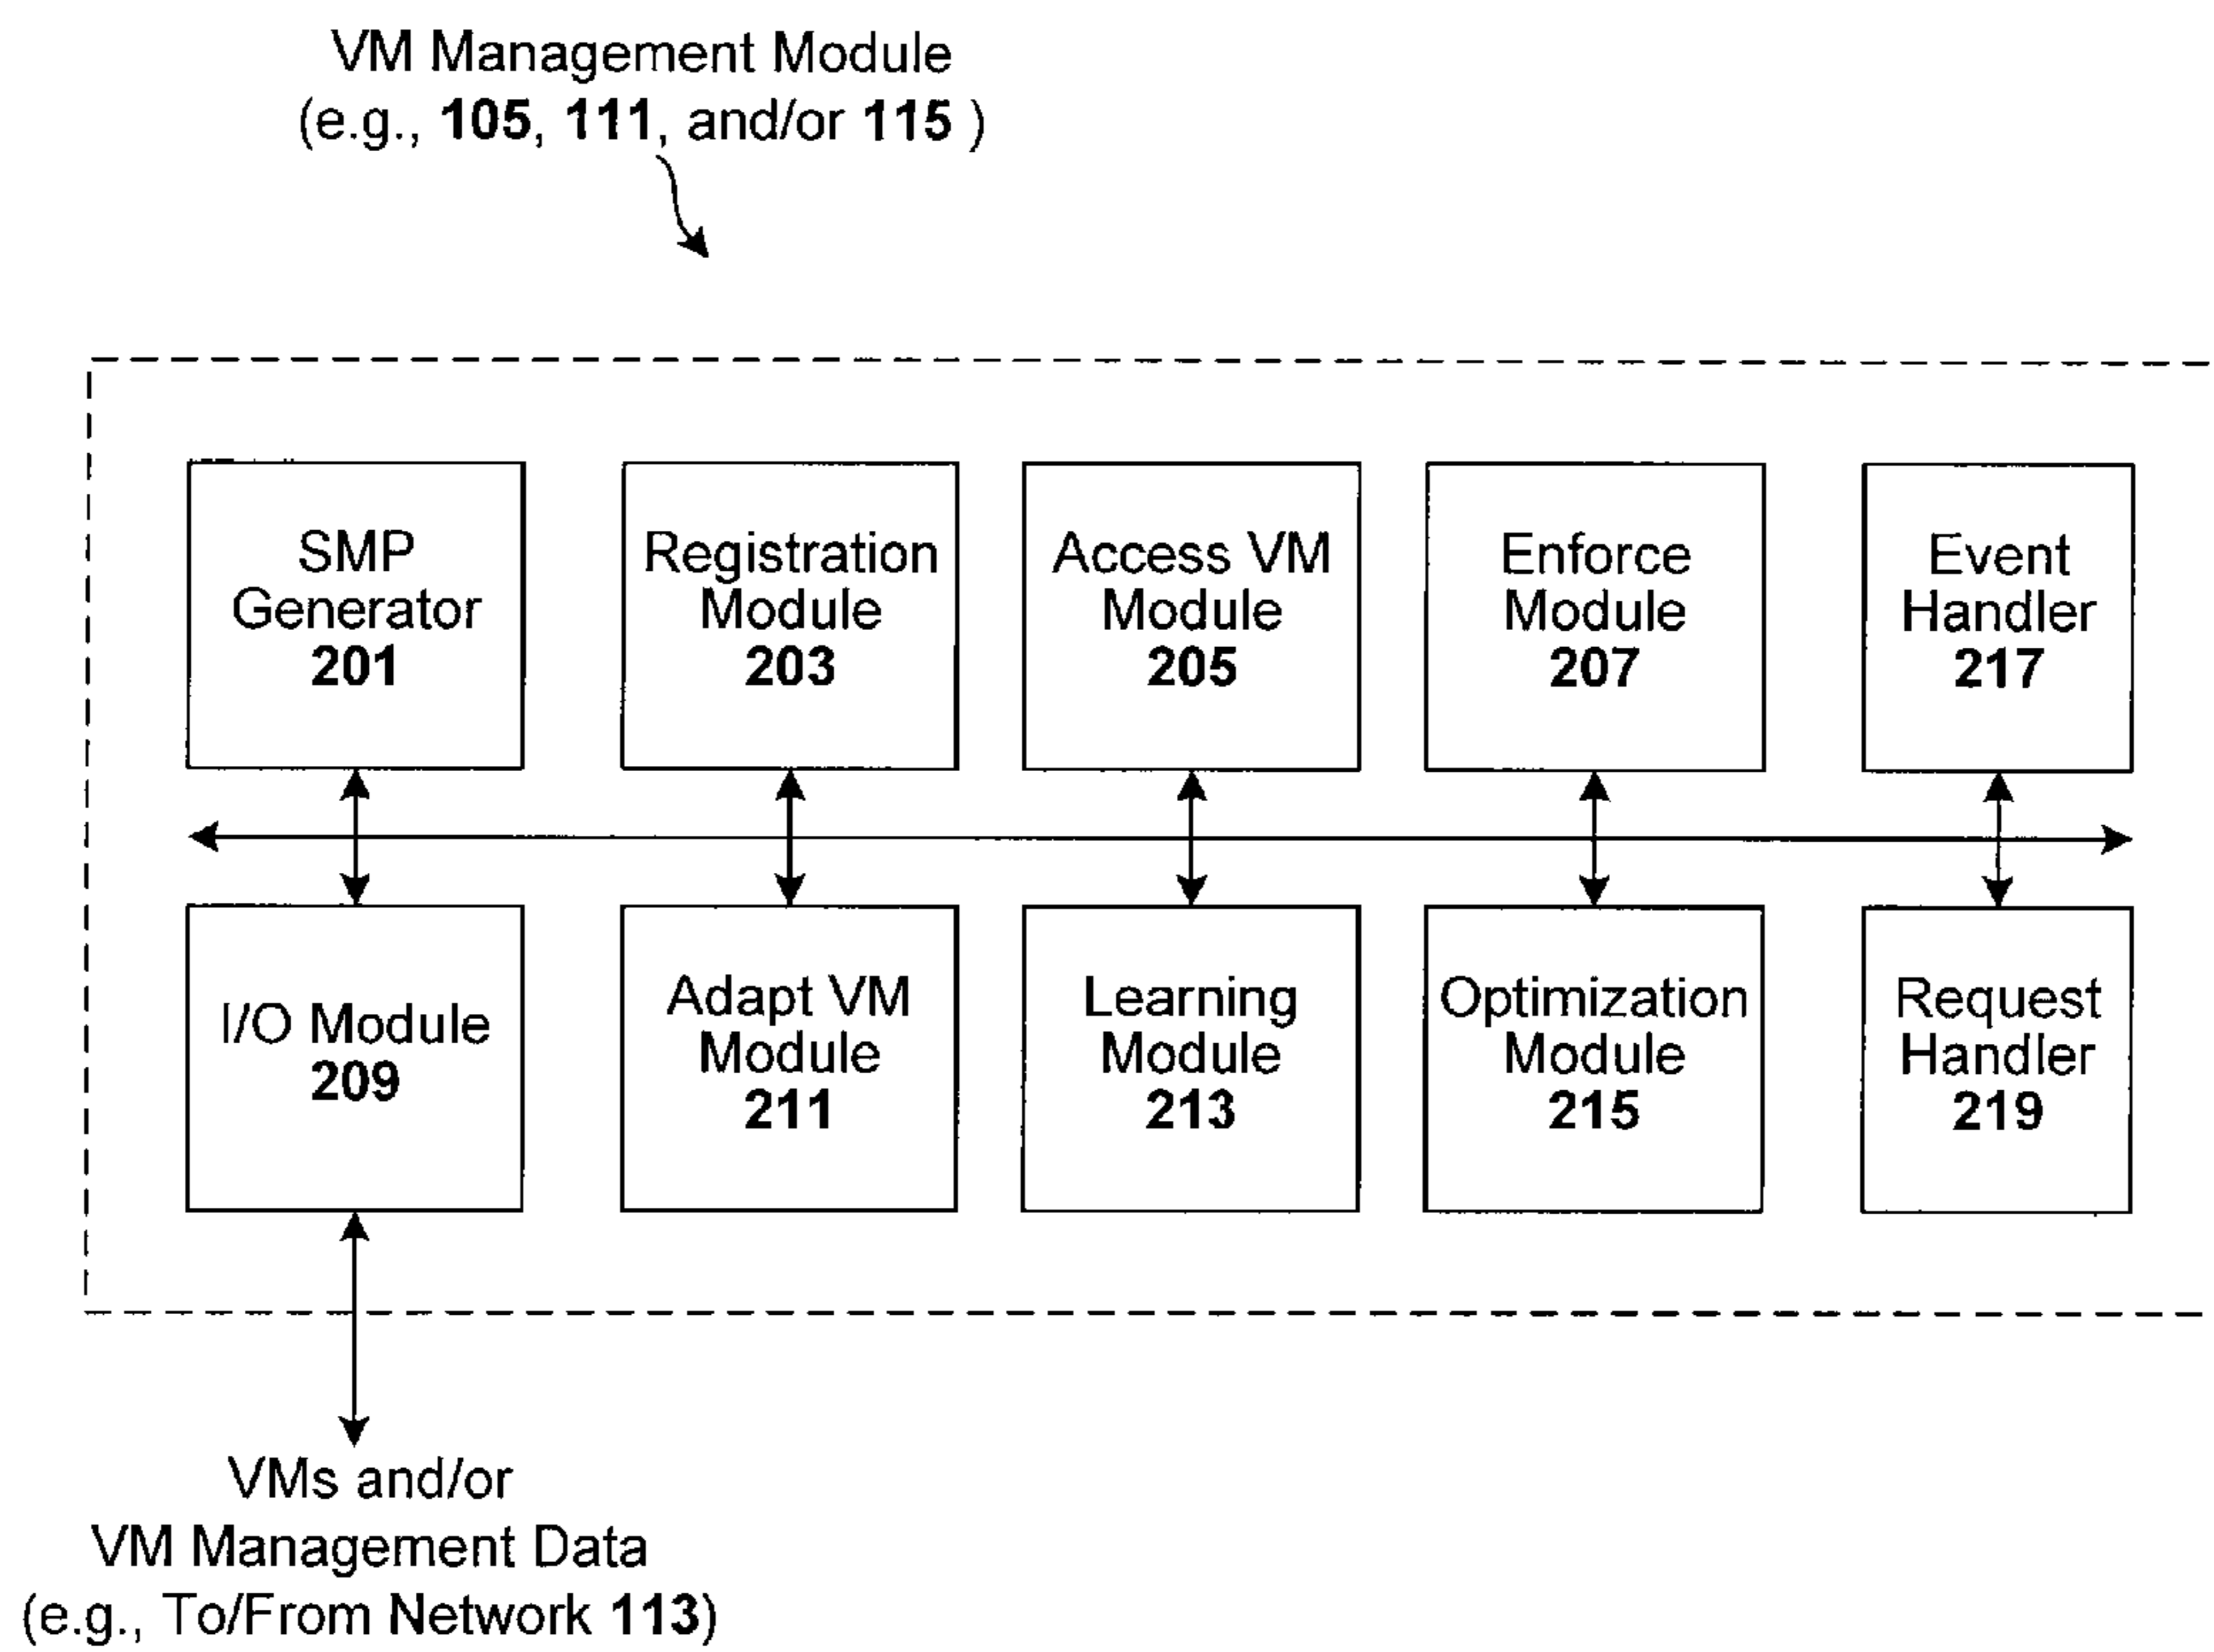 VM Management Module
(e.g., 105, 111, and/or 115 )
SMP
Generator
201
Registration
Module
203
Access VM
Module
205
Enforce
Module
207
Event
Handler
217
I/O Module
209
Adapt VM
Module
211
Learning
Module
213
Optimization
Module
215
Request
Handler
219
VMs and/or
VM Management Data
(e.g., To/From Network 113)